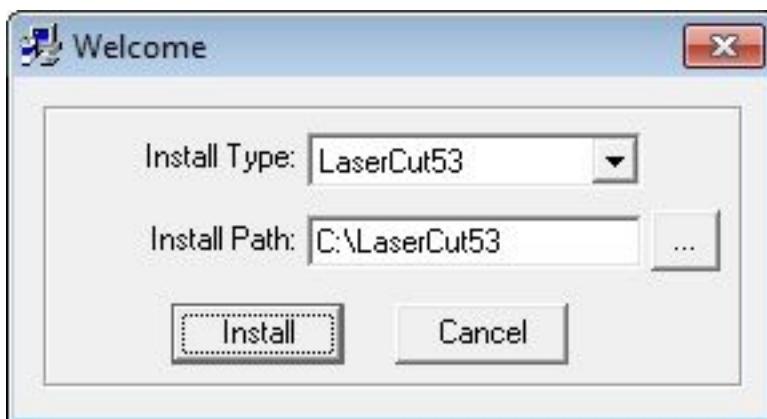 Welcome
Install Type: LaserCut53
Install Path: C:\LaserCut53 ...
Install Cancel